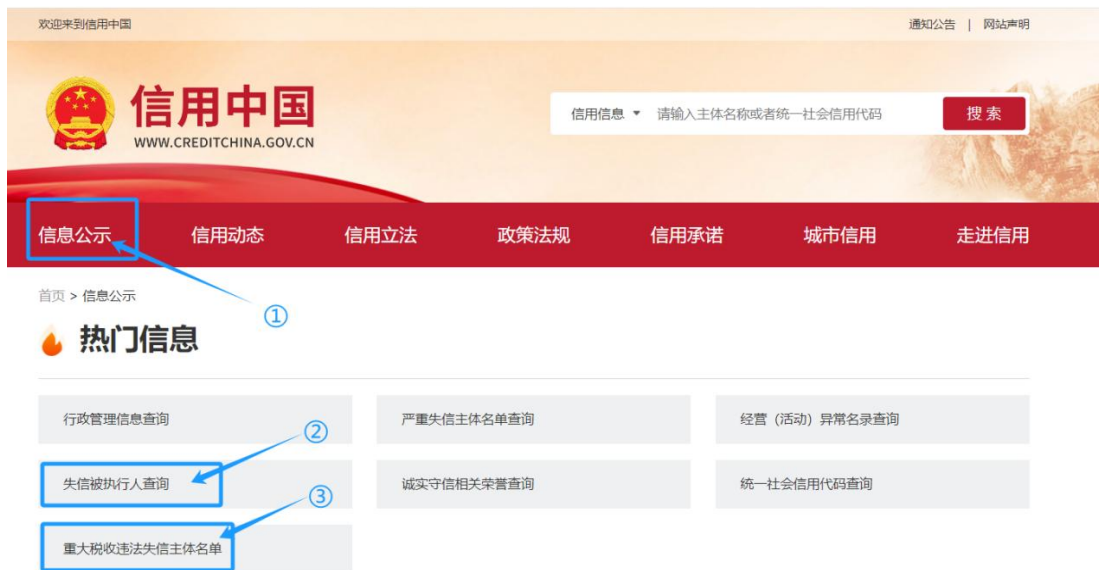 欢迎来到信用中国
通知公告 | 网站声明
信用中国
WWW.CREDITCHINA.GOV.CN
信用信息 请输入主体名称或者统一社会信用代码 搜索
信息公示 信用动态 信用立法 政策法规 信用承诺 城市信用 走进信用
首页 > 信息公示
①
热门信息
行政管理信息查询 严重失信主体名单查询 经营（活动）异常名录查询
②
失信被执行人查询 诚实守信相关荣誉查询 统一社会信用代码查询
③
重大税收违法失信主体名单